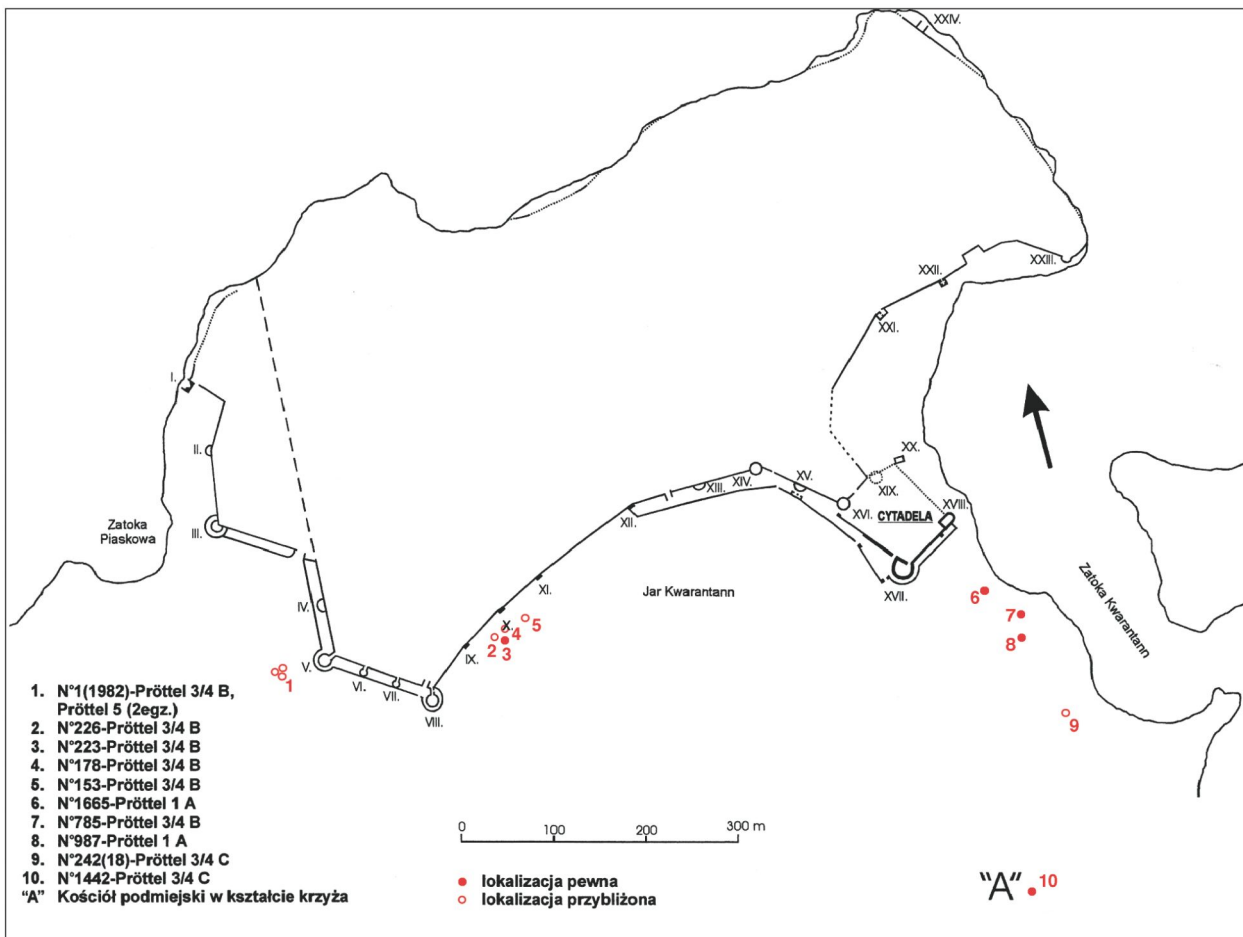 XXIV.
XXIII.
XXII.
XXI.
I.
II.
XX.
XIII.
XIV.
XV.
XIX.
XVIII.
Zatoka
Piaskowa
III.
XII.
XVI.
CYTADELA
XI.
Jar Kwarantann
XVII.
Zatoka Kwarantann
6
IV.
X.
5
7
4
2
3
8
V.
IX.
1
VI.
VII.
VIII.
9
1. N°1(1982)-Pröttel 3/4 B,
Pröttel 5 (2egz.)
2. N°226-Pröttel 3/4 B
3. N°223-Pröttel 3/4 B
4. N°178-Pröttel 3/4 B
5. N°153-Pröttel 3/4 B
6. N°1665-Pröttel 1 A
7. N°785-Pröttel 3/4 B
8. N°987-Pröttel 1 A
9. N°242(18)-Pröttel 3/4 C
10. N°1442-Pröttel 3/4 C
"A" Kościół podmiejski w kształcie krzyża
0 100 200 300 m
lokalizacja pewna
lokalizacja przybliżona
"A" 10